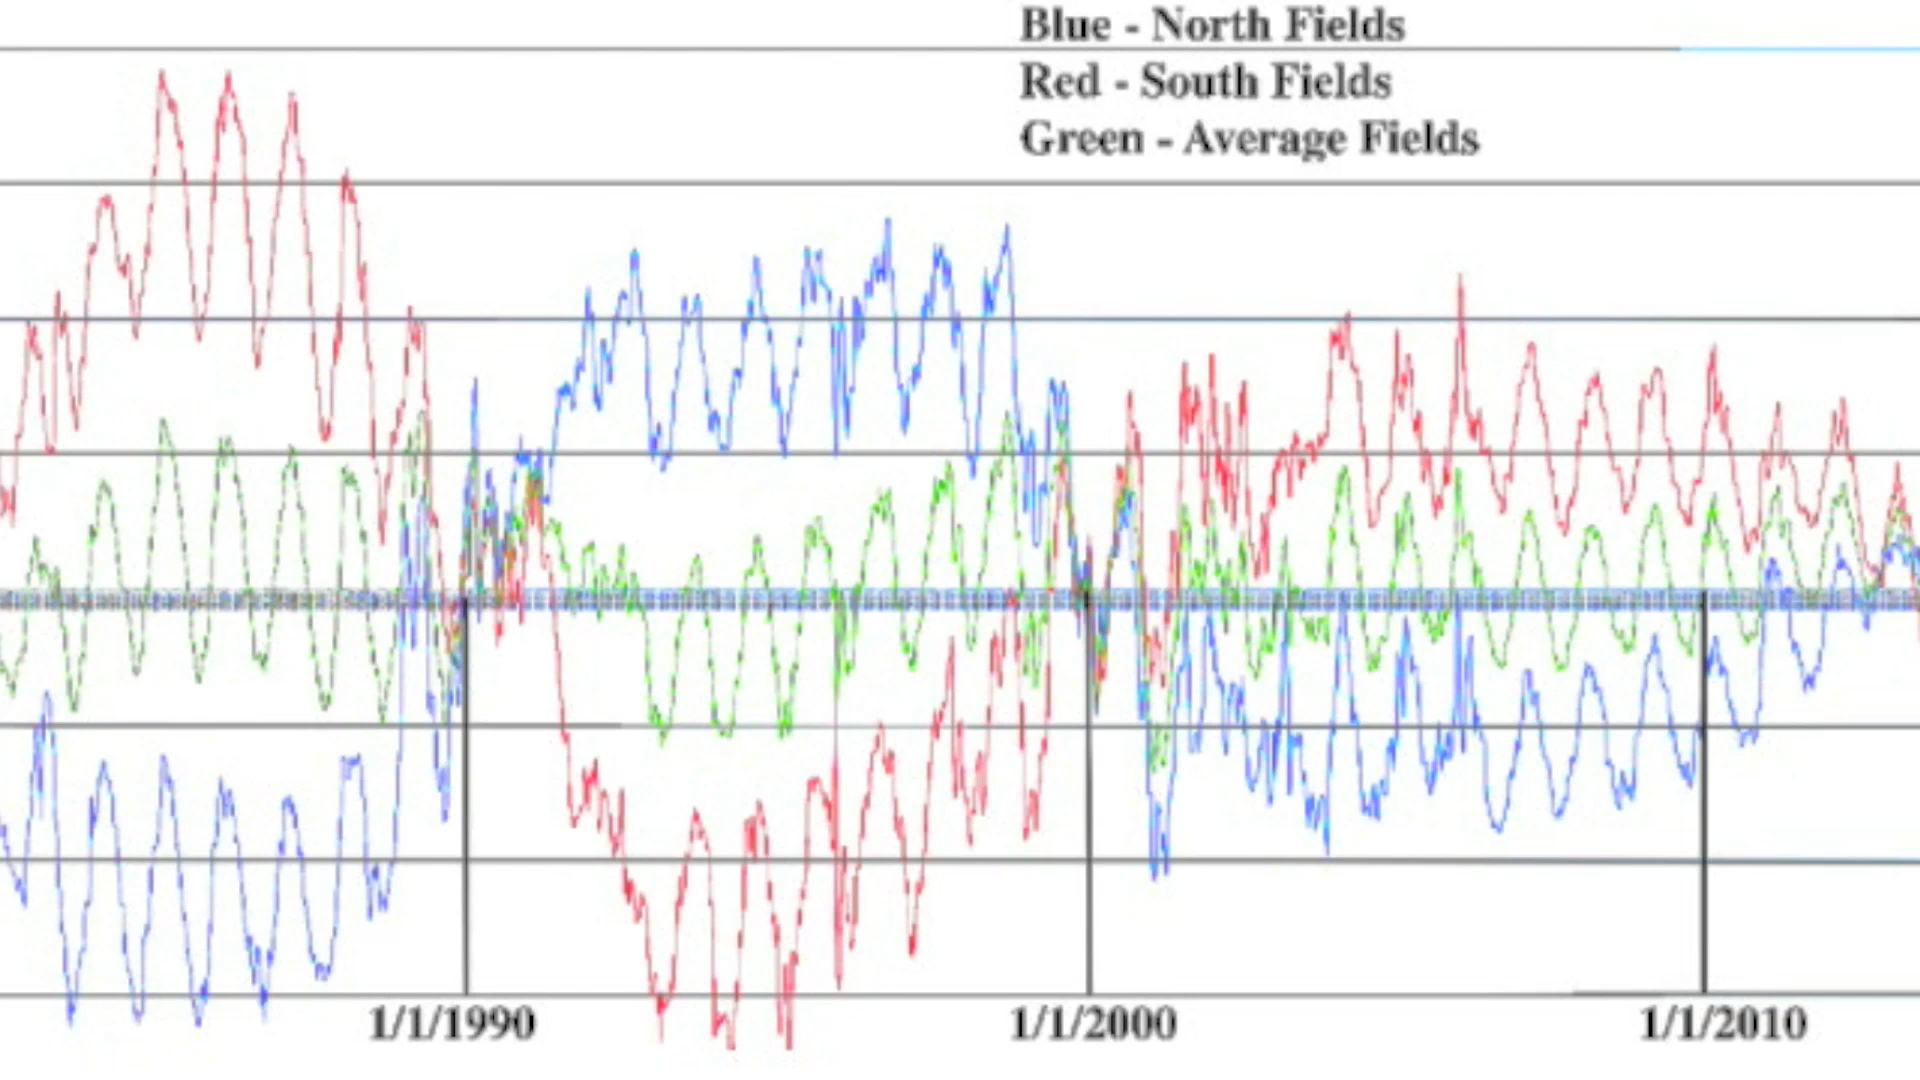 Blue - North Fields
Red - South Fields
Green - Average Fields
1/1/1990 1/1/2000 1/1/2010